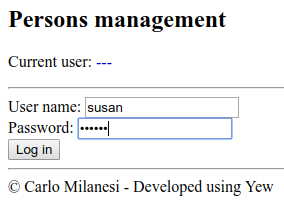 Persons management
Current user: ---
User name: susan
Password: ••••••
Log in
© Carlo Milanesi - Developed using Yew